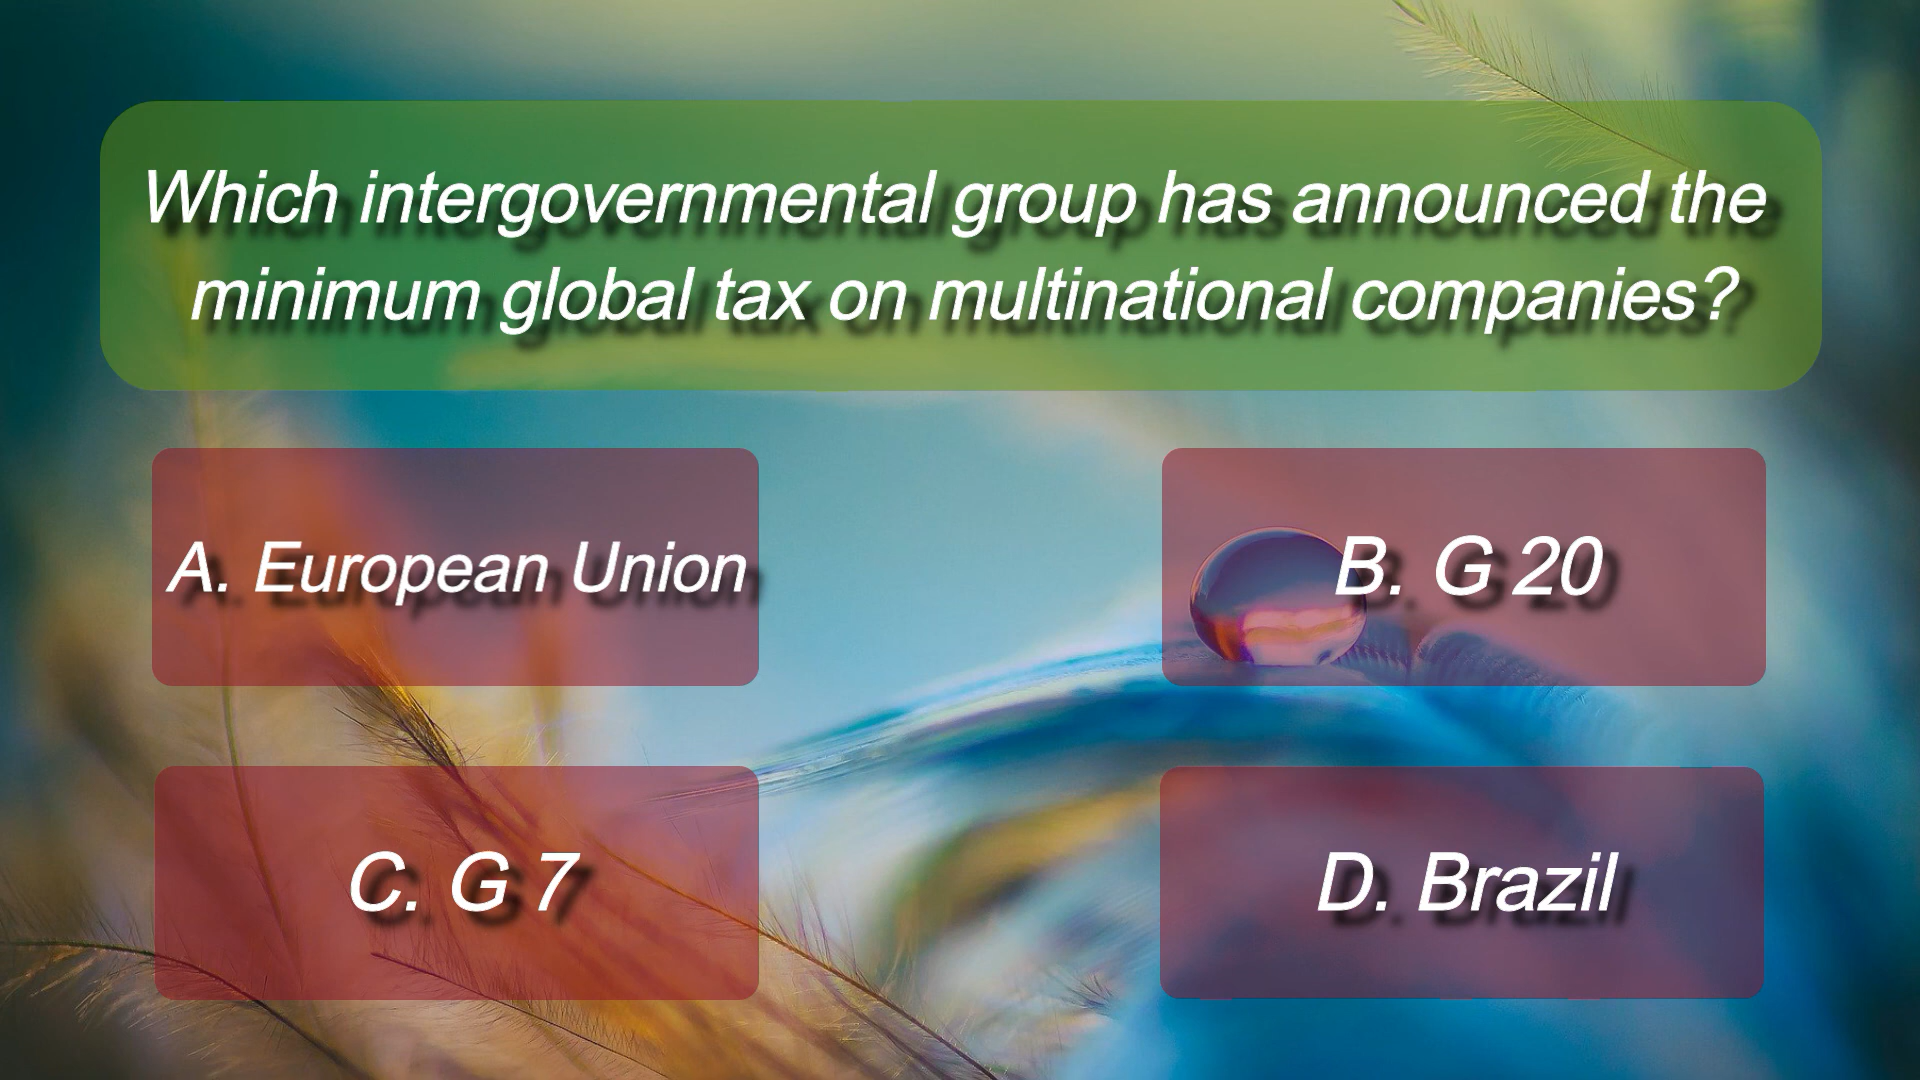 Which intergovernmental group has announced the
minimum global tax on multinational companies?
A. European Union
B. G 20
C. G 7
D. Brazil